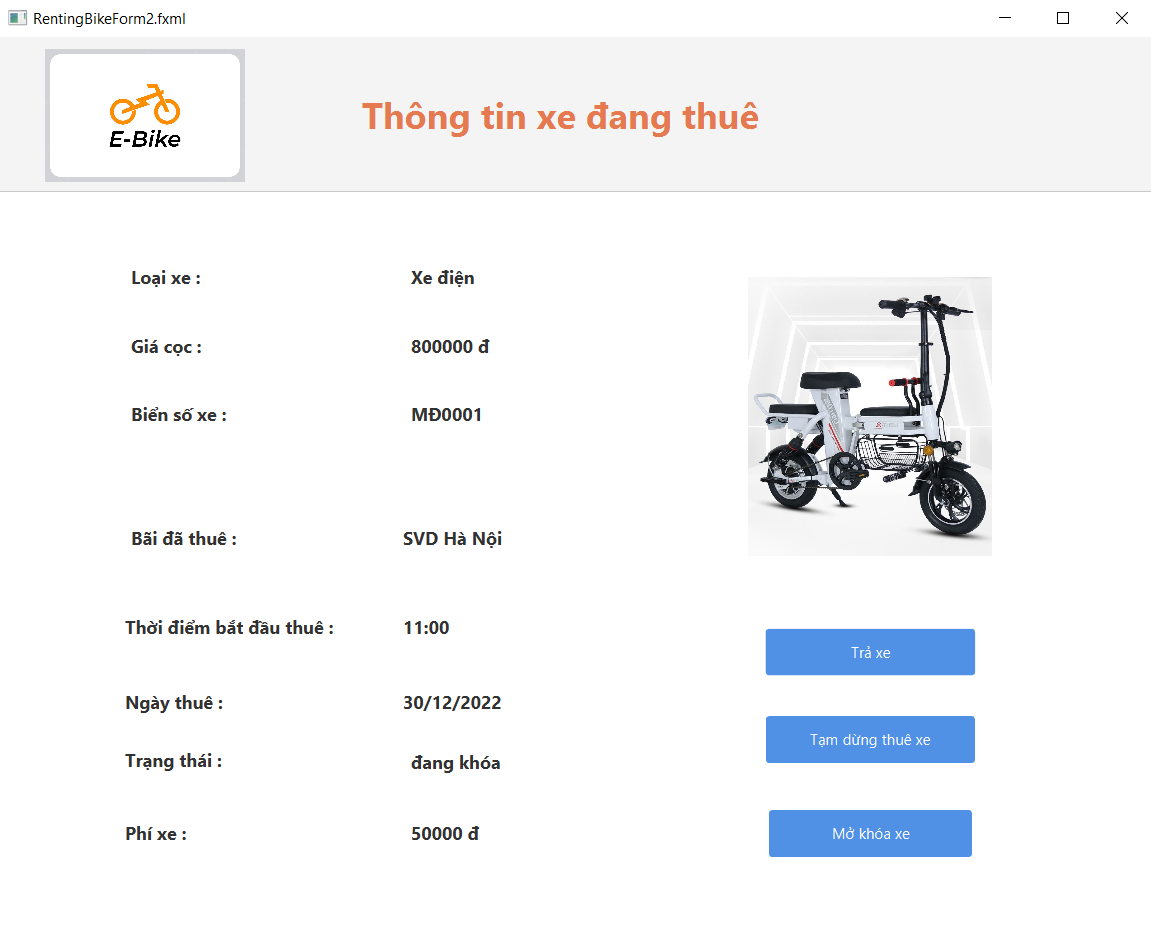 RentingBikeForm2.fxml
E-Bike
Thông tin xe đang thuê
Loại xe : Xe điện
Giá cọc : 800000 đ
Biển số xe : MĐ0001
Bãi đã thuê : SVD Hà Nội
Thời điểm bắt đầu thuê : 11:00
Ngày thuê : 30/12/2022
Trạng thái : đang khóa
Phí xe : 50000 đ
Trả xe
Tạm dừng thuê xe
Mở khóa xe